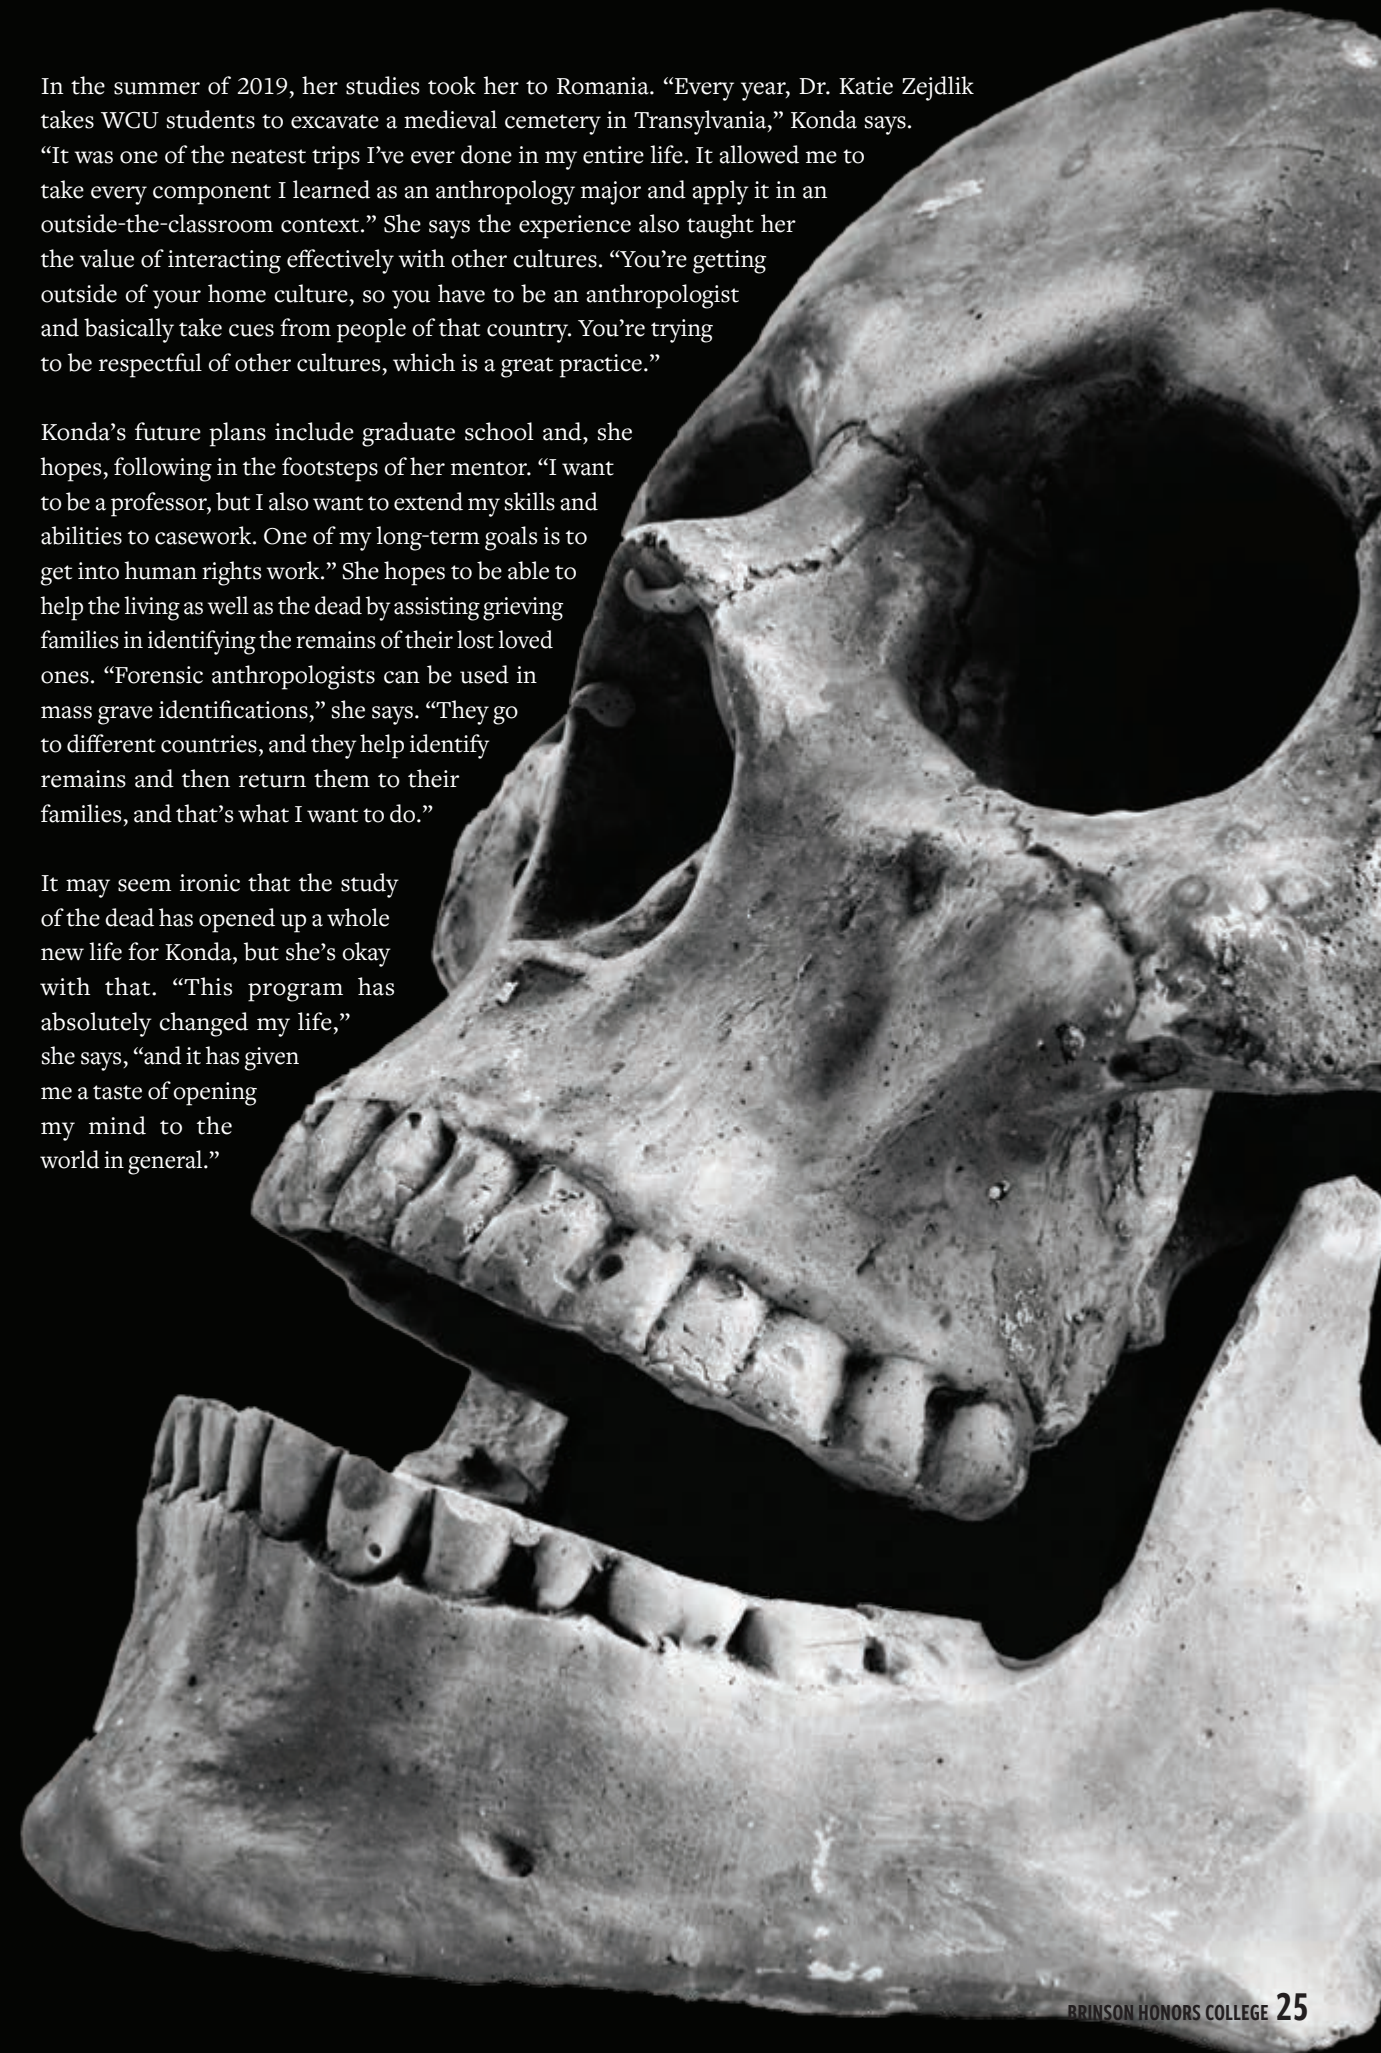 In the summer of 2019, her studies took her to Romania. “Every year, Dr. Katie Zejdlik
takes WCU students to excavate a medieval cemetery in Transylvania,” Konda says.
“It was one of the neatest trips I’ve ever done in my entire life. It allowed me to
take every component I learned as an anthropology major and apply it in an
outside-the-classroom context.” She says the experience also taught her
the value of interacting effectively with other cultures. “You’re getting
outside of your home culture, so you have to be an anthropologist
and basically take cues from people of that country. You’re trying
to be respectful of other cultures, which is a great practice.”
Konda’s future plans include graduate school and, she
hopes, following in the footsteps of her mentor. “I want
to be a professor, but I also want to extend my skills and
abilities to casework. One of my long-term goals is to
get into human rights work.” She hopes to be able to
help the living as well as the dead by assisting grieving
families in identifying the remains of their lost loved
ones. “Forensic anthropologists can be used in
mass grave identifications,” she says. “They go
to different countries, and they help identify
remains and then return them to their
families, and that’s what I want to do.”
It may seem ironic that the study
of the dead has opened up a whole
new life for Konda, but she’s okay
with that. “This program has
absolutely changed my life,”
she says, “and it has given
me a taste of opening
my mind to the
world in general.”
BRINSON HONORS COLLEGE 25